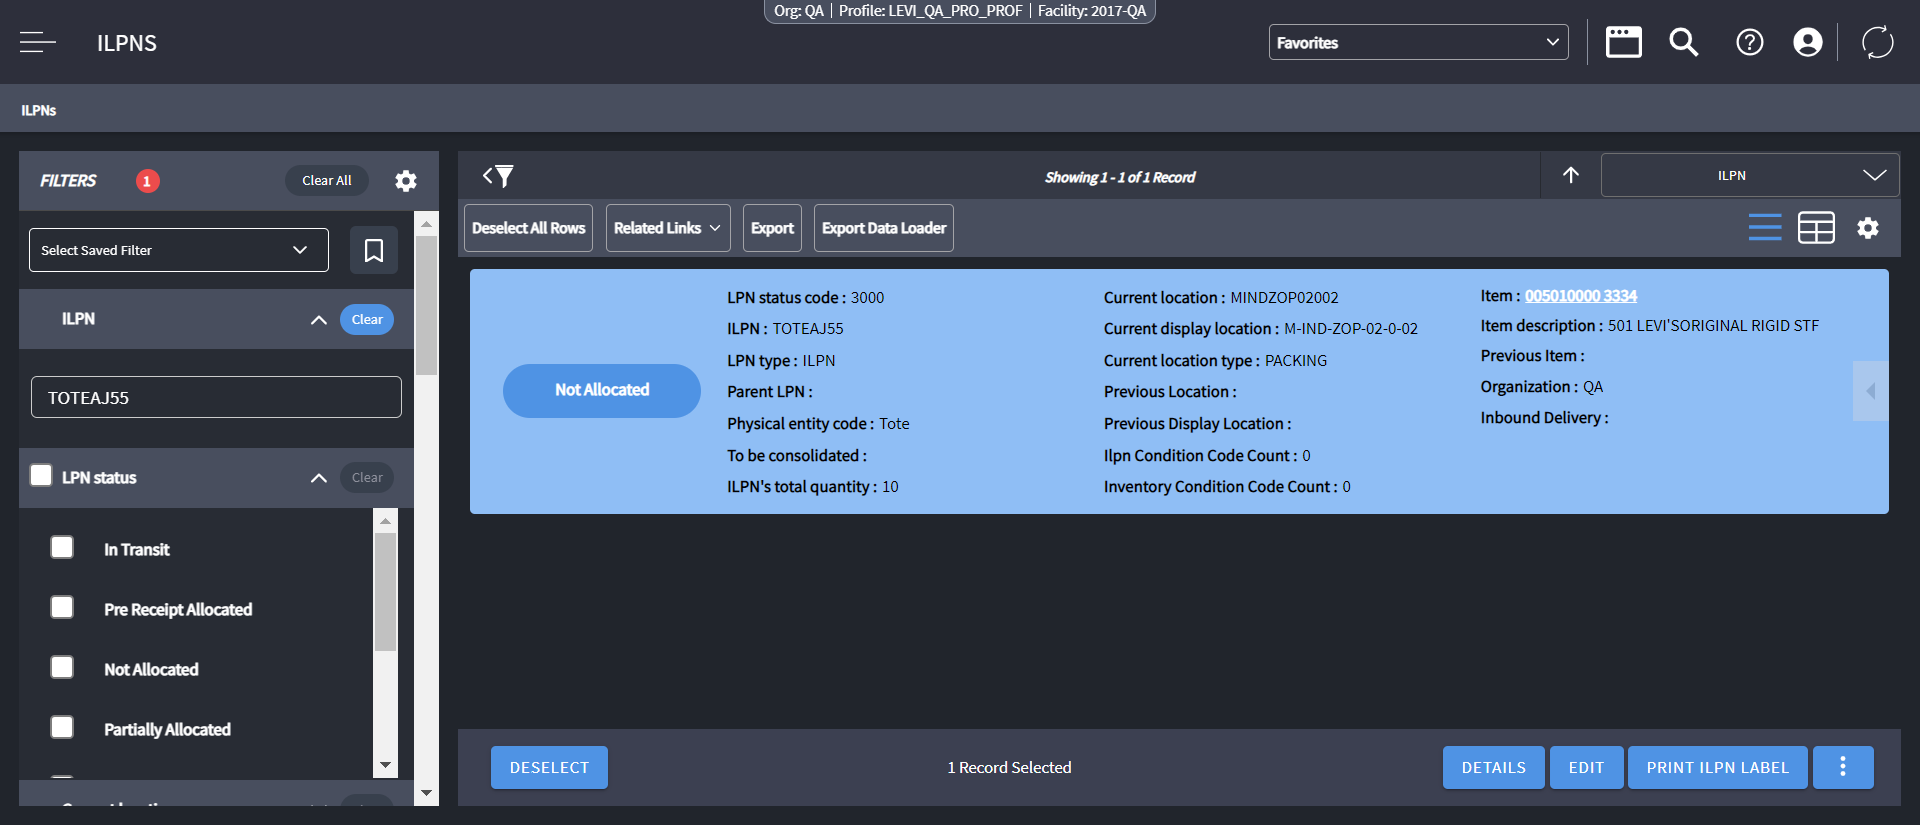 Org: QA | Profile: LEVI_QA_PRO_PROF | Facility: 2017-QA
ILPNS
Favorites
ILPNs
FILTERS 1 Clear All
Select Saved Filter
ILPN Clear
TOTEAJ55
LPN status Clear
In Transit
Pre Receipt Allocated
Not Allocated
Partially Allocated
Showing 1 - 1 of 1 Record
ILPN
Deselect All Rows Related Links Export Export Data Loader
Not Allocated
LPN status code : 3000
ILPN : TOTEAJ55
LPN type : ILPN
Parent LPN :
Physical entity code : Tote
To be consolidated :
ILPN's total quantity : 10
Current location : MINDZOP02002
Current display location : M-IND-ZOP-02-0-02
Current location type : PACKING
Previous Location :
Previous Display Location :
Ilpn Condition Code Count : 0
Inventory Condition Code Count : 0
Item : 005010000 3334
Item description : 501 LEVI'SORIGINAL RIGID STF
Previous Item :
Organization : QA
Inbound Delivery :
DESELECT 1 Record Selected DETAILS EDIT PRINT ILPN LABEL